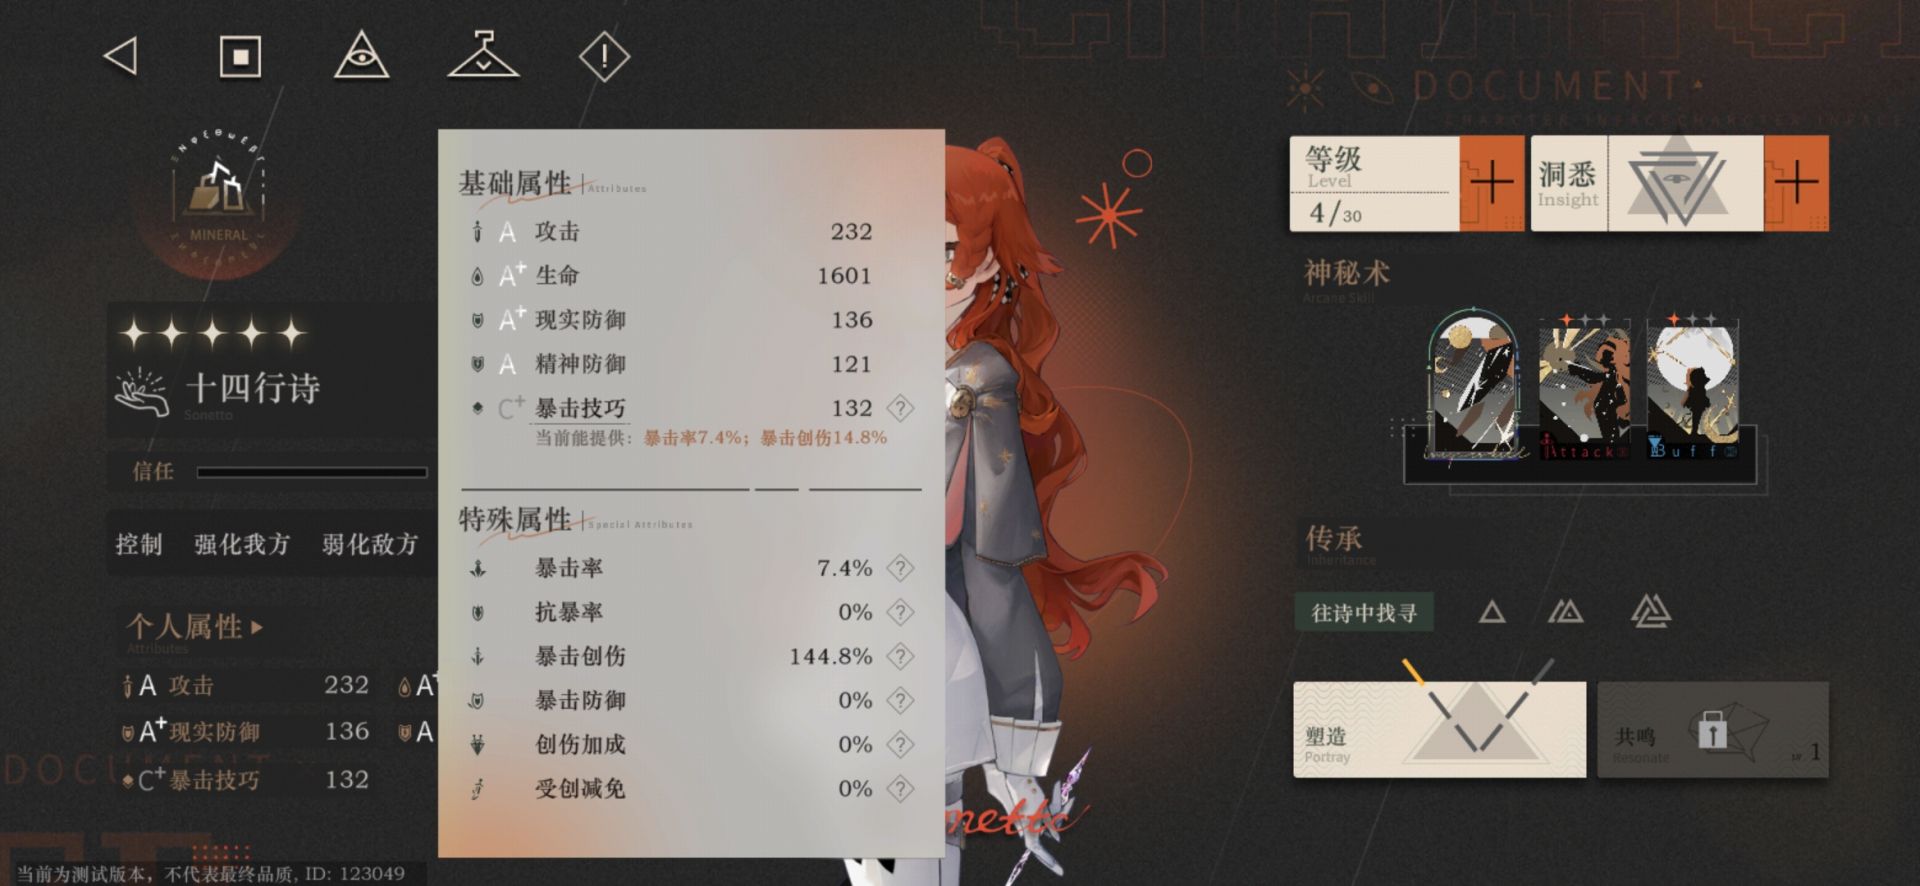 DOCUMENT
MINERAL
十四行诗
Sonetto
信任
控制 强化我方 弱化敌方
个人属性
Attributes
A 攻击 232 A+
A+ 现实防御 136 A
C+ 暴击技巧 132
当前为测试版本，不代表最终品质, ID: 123049
基础属性 Attributes
A 攻击 232
A+ 生命 1601
A+ 现实防御 136
A 精神防御 121
C+ 暴击技巧 132
当前能提供：暴击率7.4%；暴击创伤14.8%
特殊属性 Special Attributes
暴击率 7.4%
抗暴率 0%
暴击创伤 144.8%
暴击防御 0%
创伤加成 0%
受创减免 0%
等级
Level
4/30
洞悉
Insight
神秘术
Arcane Skill
Attack
Buff
传承
Inheritance
往诗中找寻
塑造
Portray
共鸣
Resonate
LV. 1